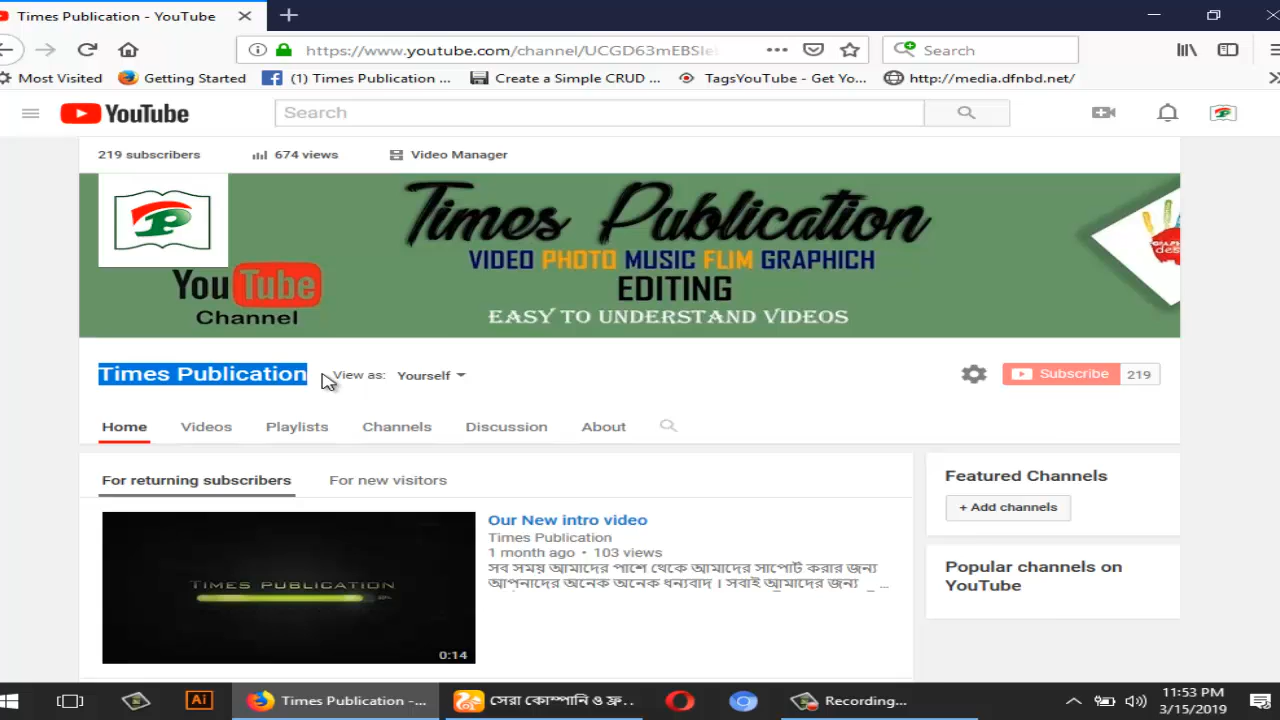 Times Publication - YouTube
https://www.youtube.com/channel/UCGD63mEBSIe
Search
Most Visited
Getting Started
(1) Times Publication ...
Create a Simple CRUD ...
TagsYouTube - Get Yo...
http://media.dfnbd.net/
YouTube
Search
219 subscribers
674 views
Video Manager
P
Times Publication
VIDEO PHOTO MUSIC FLIM GRAPHICH
EDITING
EASY TO UNDERSTAND VIDEOS
YouTube
Channel
Times Publication
View as: Yourself
Subscribe 219
Home
Videos
Playlists
Channels
Discussion
About
For returning subscribers
For new visitors
Featured Channels
+ Add channels
Popular channels on
YouTube
TIMES PUBLICATION
0:14
Our New intro video
Times Publication
1 month ago • 103 views
সব সময় আমাদের পাশে থেকে আমাদের সাপোর্ট করার জন্য
আপনাদের অনেক অনেক ধন্যবাদ । সবাই আমাদের জন্য ...
Ai
Times Publication -...
সেরা কোম্পানি ও ফ্র..
Recording...
11:53 PM
3/15/2019